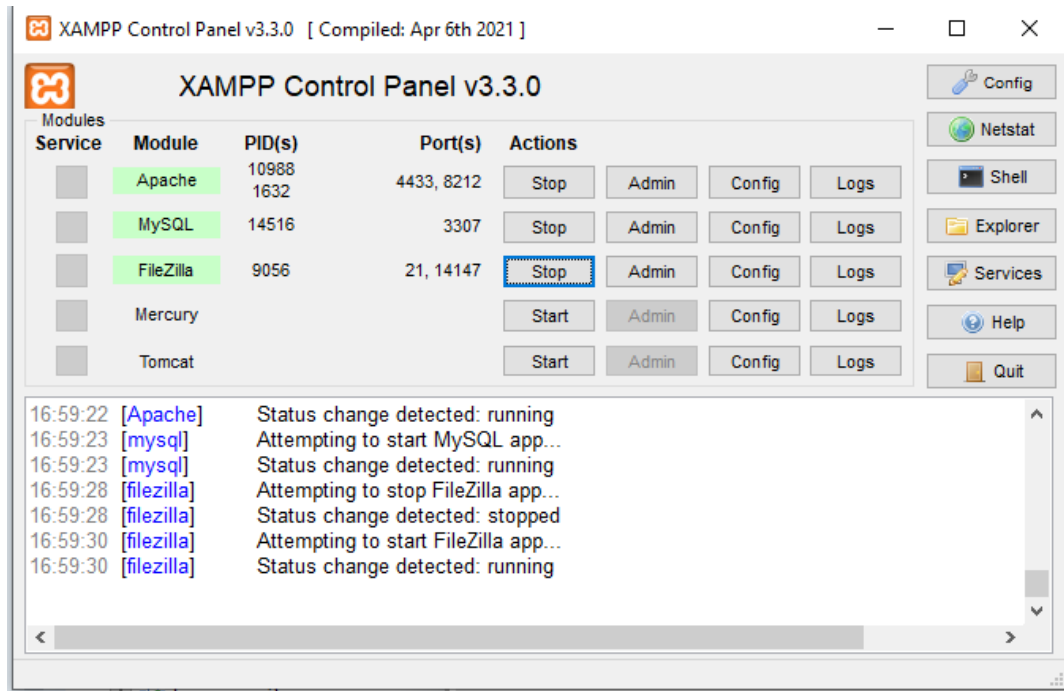 XAMPP Control Panel v3.3.0 [ Compiled: Apr 6th 2021 ]
XAMPP Control Panel v3.3.0
Config
Modules
Service Module PID(s) Port(s) Actions
Netstat
Apache 10988 1632 4433, 8212 Stop Admin Config Logs
Shell
MySQL 14516 3307 Stop Admin Config Logs
Explorer
FileZilla 9056 21, 14147 Stop Admin Config Logs
Services
Mercury Start Admin Config Logs
Help
Tomcat Start Admin Config Logs
Quit
16:59:22 [Apache] Status change detected: running
16:59:23 [mysql] Attempting to start MySQL app...
16:59:23 [mysql] Status change detected: running
16:59:28 [filezilla] Attempting to stop FileZilla app...
16:59:28 [filezilla] Status change detected: stopped
16:59:30 [filezilla] Attempting to start FileZilla app...
16:59:30 [filezilla] Status change detected: running